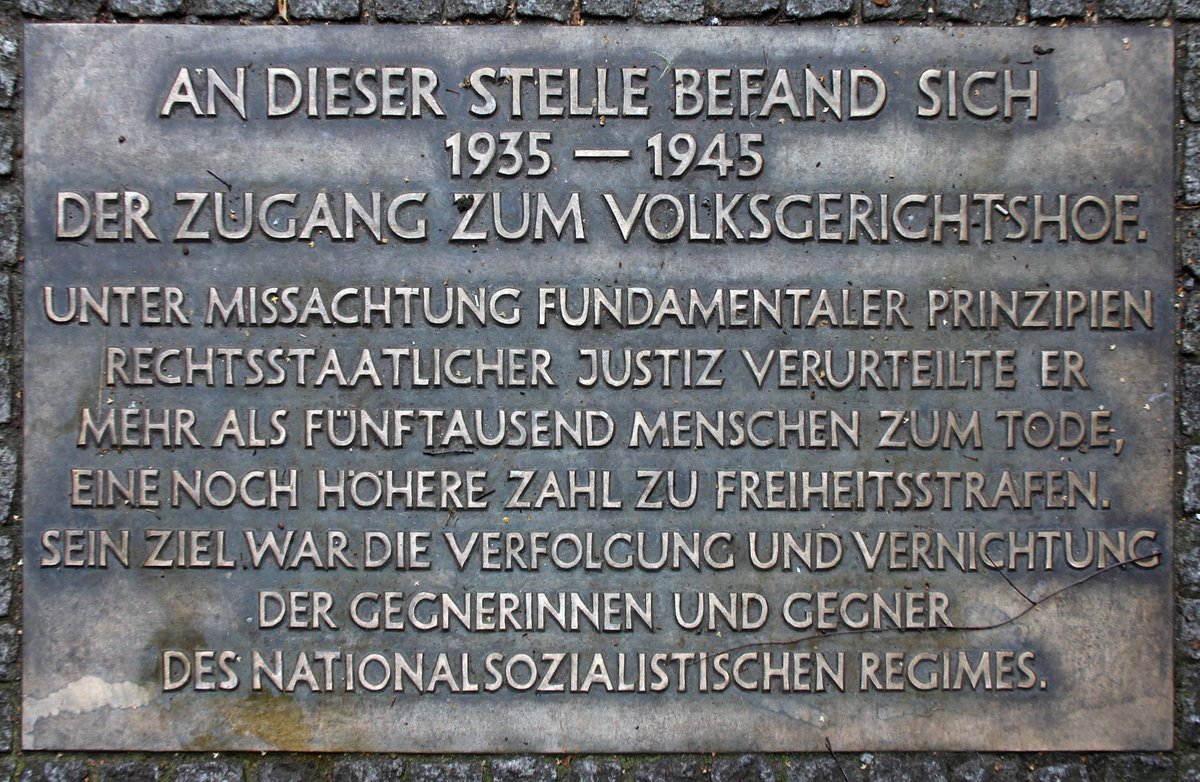 AN DIESER STELLE BEFAND SICH
1935 — 1945
DER ZUGANG ZUM VOLKSGERICHTSHOF.
UNTER MISSACHTUNG FUNDAMENTALER PRINZIPIEN
RECHTSSTAATLICHER JUSTIZ VERURTEILTE ER
MEHR ALS FÜNFTAUSEND MENSCHEN ZUM TODE,
EINE NOCH HÖHERE ZAHL ZU FREIHEITSSTRAFEN.
SEIN ZIEL WAR DIE VERFOLGUNG UND VERNICHTUNG
DER GEGNERINNEN UND GEGNER
DES NATIONALSOZIALISTISCHEN REGIMES.